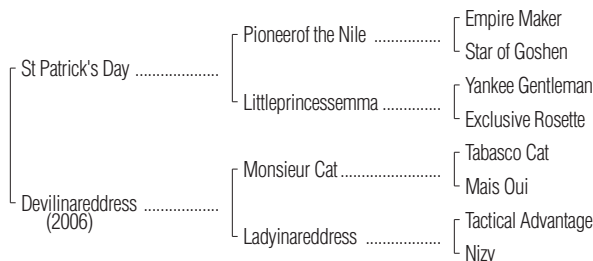 Empire Maker
Pioneerof the Nile ................
Star of Goshen
St Patrick's Day ....................
Yankee Gentleman
Littleprincessemma ..............
Exclusive Rosette
Tabasco Cat
Monsieur Cat ........................
Mais Oui
Devilinareddress ..................
(2006)
Tactical Advantage
Ladyinareddress ..................
Nizy